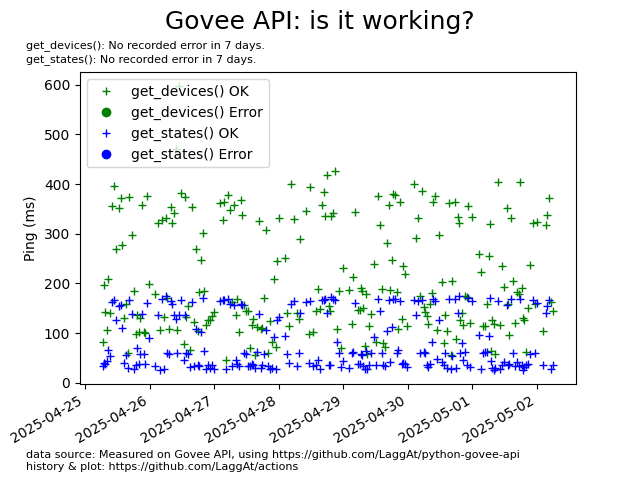 Govee API: is it working?
get_devices(): No recorded error in 7 days.
get_states(): No recorded error in 7 days.
600
500
400
300
200
100
0
Ping (ms)
get_devices() OK
get_devices() Error
get_states() OK
get_states() Error
2025-04-25
2025-04-26
2025-04-27
2025-04-28
2025-04-29
2025-04-30
2025-05-01
2025-05-02
data source: Measured on Govee API, using https://github.com/LaggAt/python-govee-api
history & plot: https://github.com/LaggAt/actions